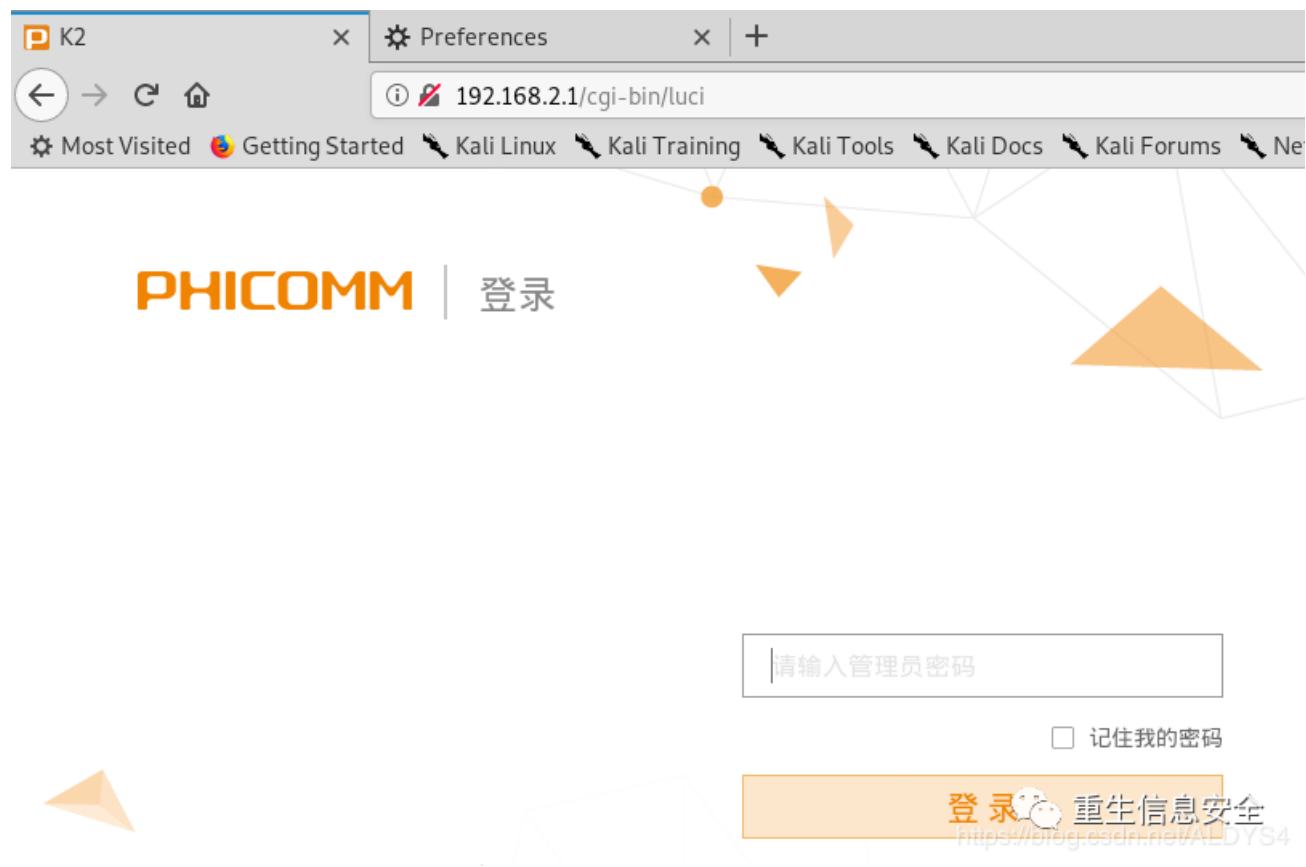 K2
Preferences
192.168.2.1/cgi-bin/luci
Most Visited Getting Started Kali Linux Kali Training Kali Tools Kali Docs Kali Forums Ne
PHICOMM 登录
请输入管理员密码
记住我的密码
登 录
重生信息安全
https://blog.csdn.net/ALDYS4